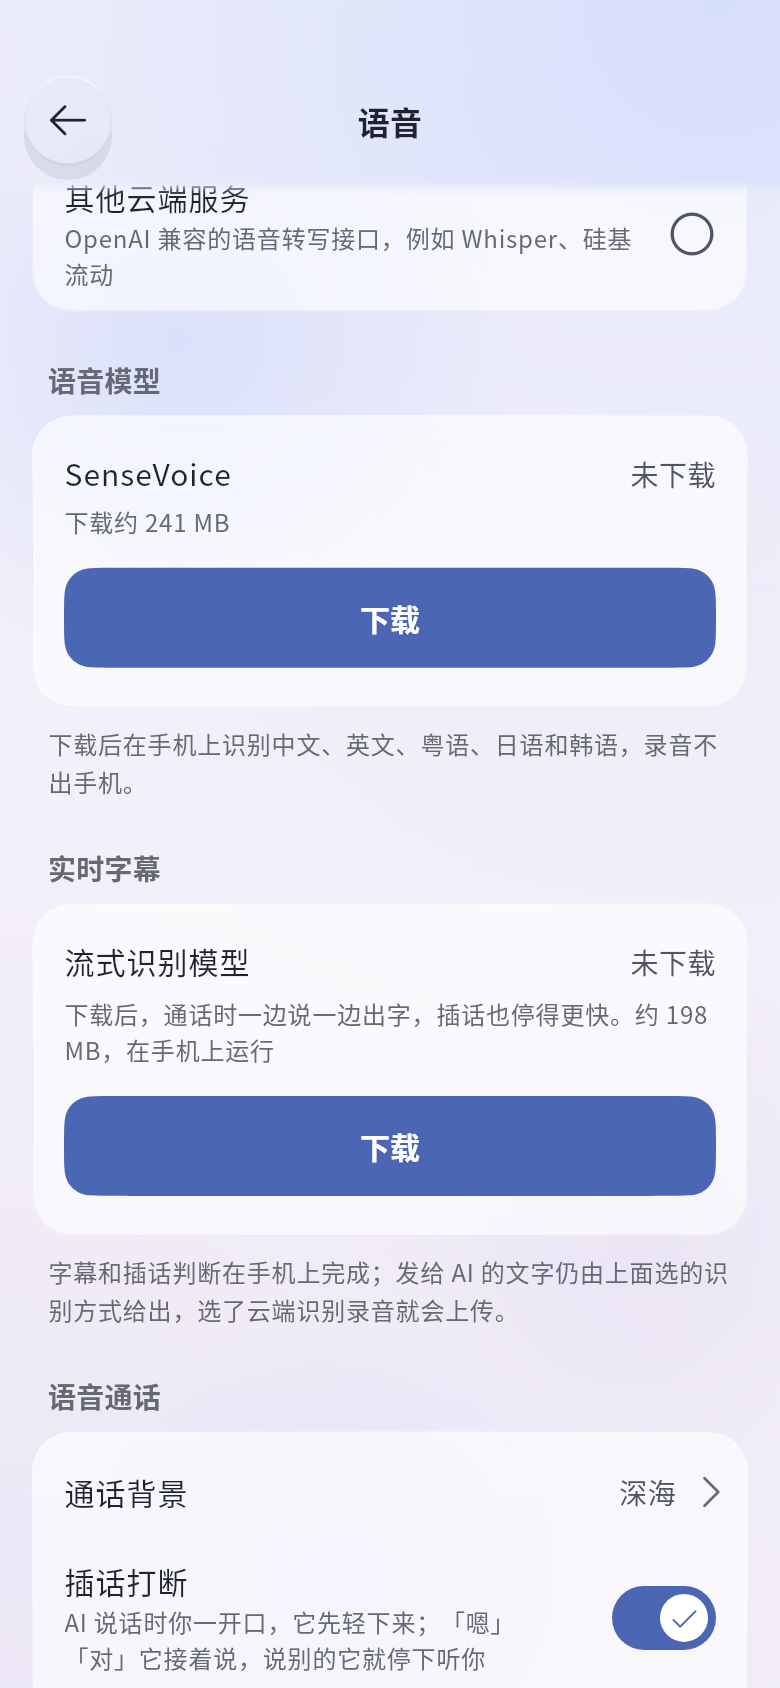 语音
其他云端服务
OpenAI 兼容的语音转写接口，例如 Whisper、硅基
流动
语音模型
SenseVoice
未下载
下载约 241 MB
下载
下载后在手机上识别中文、英文、粤语、日语和韩语，录音不
出手机。
实时字幕
流式识别模型
未下载
下载后，通话时一边说一边出字，插话也停得更快。约 198
MB，在手机上运行
下载
字幕和插话判断在手机上完成；发给 AI 的文字仍由上面选的识
别方式给出，选了云端识别录音就会上传。
语音通话
通话背景
深海
插话打断
AI 说话时你一开口，它先轻下来；「嗯」
「对」它接着说，说别的它就停下听你